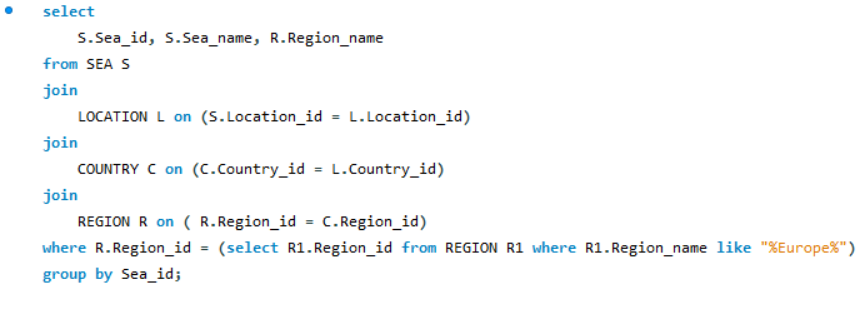 select
S.Sea_id, S.Sea_name, R.Region_name
from SEA S
join
LOCATION L on (S.Location_id = L.Location_id)
join
COUNTRY C on (C.Country_id = L.Country_id)
join
REGION R on ( R.Region_id = C.Region_id)
where R.Region_id = (select R1.Region_id from REGION R1 where R1.Region_name like "%Europe%")
group by Sea_id;